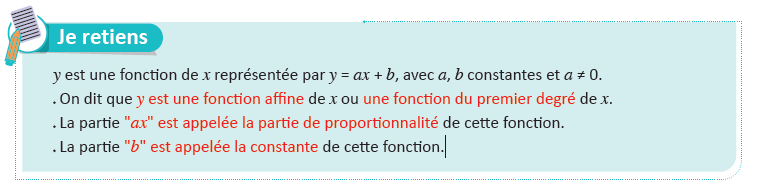 Je retiens
y est une fonction de x représentée par y = ax + b, avec a, b constantes et a ≠ 0.
. On dit que y est une fonction affine de x ou une fonction du premier degré de x.
. La partie "ax" est appelée la partie de proportionnalité de cette fonction.
. La partie "b" est appelée la constante de cette fonction.